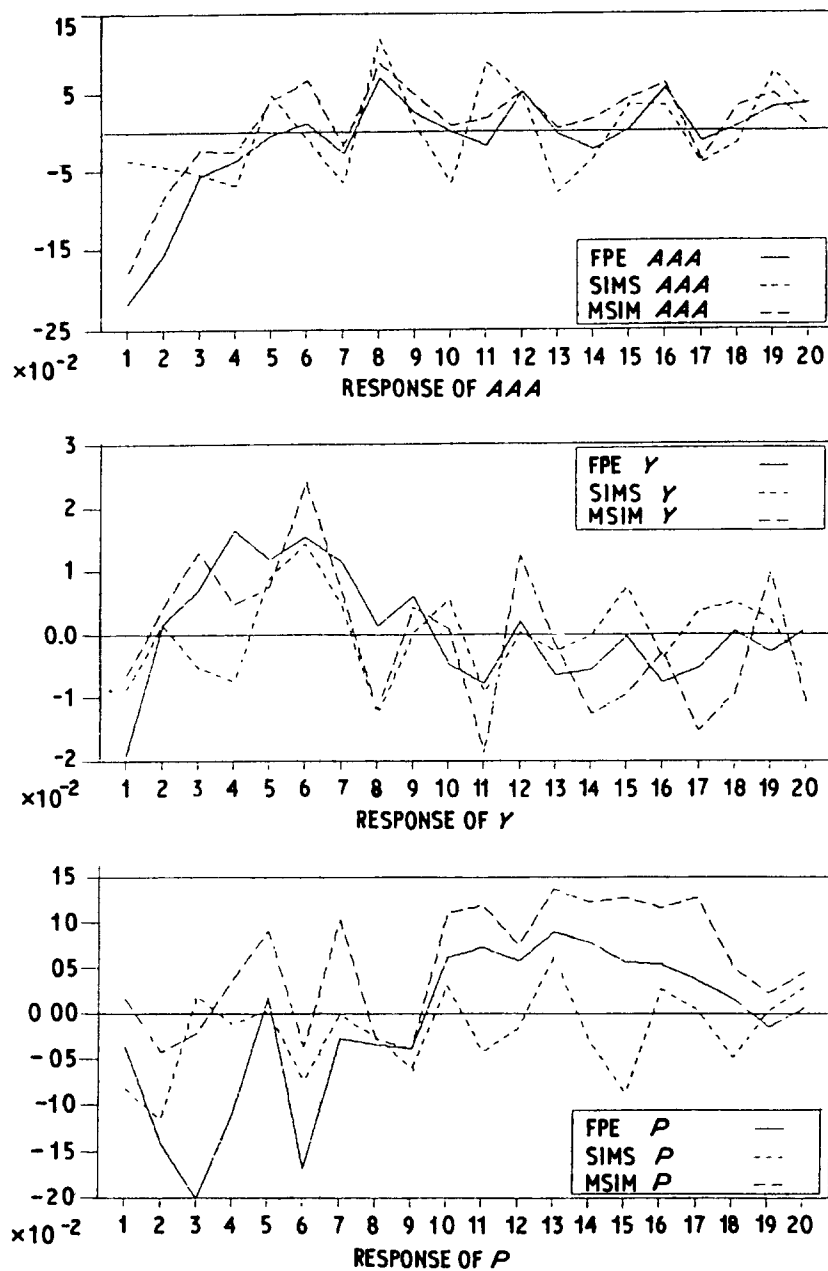 15
5
-5
-15
-25
×10-2
1 2 3 4 5 6 7 8 9 10 11 12 13 14 15 16 17 18 19 20
RESPONSE OF AAA
FPE AAA
SIMS AAA
MSIM AAA
3
2
1
0.0
-1
-2
×10-2
1 2 3 4 5 6 7 8 9 10 11 12 13 14 15 16 17 18 19 20
RESPONSE OF Y
FPE Y
SIMS Y
MSIM Y
15
10
05
0 00
-05
-10
-15
-20
×10-2
1 2 3 4 5 6 7 8 9 10 11 12 13 14 15 16 17 18 19 20
RESPONSE OF P
FPE P
SIMS P
MSIM P